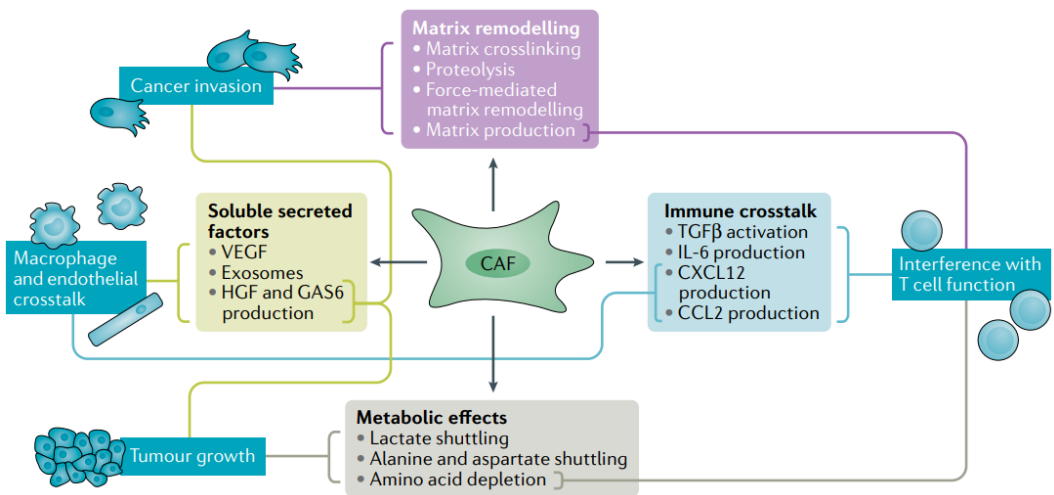 Matrix remodelling
• Matrix crosslinking
• Proteolysis
• Force-mediated
matrix remodelling
• Matrix production
Cancer invasion
Soluble secreted
factors
• VEGF
• Exosomes
• HGF and GAS6
production
Macrophage
and endothelial
crosstalk
CAF
Immune crosstalk
• TGFβ activation
• IL-6 production
• CXCL12
production
• CCL2 production
Interference with
T cell function
Metabolic effects
• Lactate shuttling
• Alanine and aspartate shuttling
• Amino acid depletion
Tumour growth